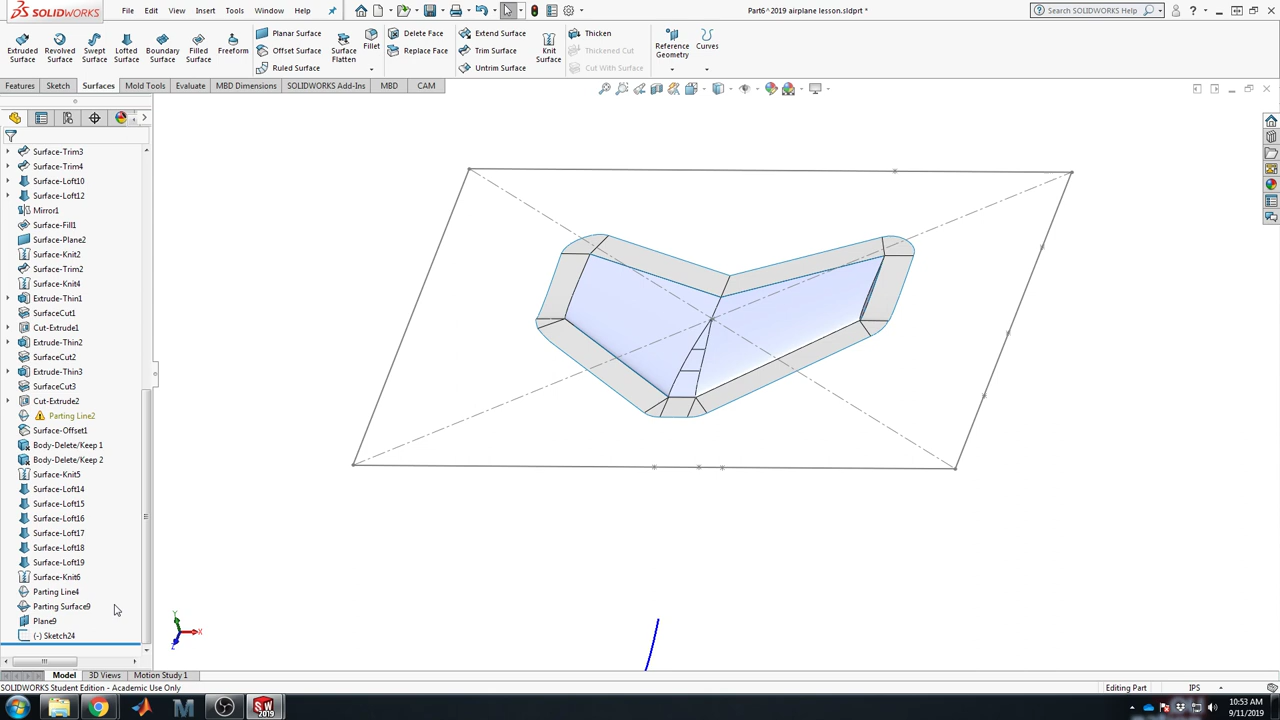 SOLIDWORKS File Edit View Insert Tools Window Help Part6^2019 airplane lesson.sldprt * Search SOLIDWORKS Help
Extruded Surface
Revolved Surface
Swept Surface
Lofted Surface
Boundary Surface
Filled Surface
Freeform
Planar Surface
Offset Surface
Ruled Surface
Surface Flatten
Fillet
Delete Face
Replace Face
Extend Surface
Trim Surface
Untrim Surface
Knit Surface
Thicken
Thickened Cut
Cut With Surface
Reference Geometry
Curves
Features Sketch Surfaces Mold Tools Evaluate MBD Dimensions SOLIDWORKS Add-Ins MBD CAM
Surface-Trim3
Surface-Trim4
Surface-Loft10
Surface-Loft12
Mirror1
Surface-Fill1
Surface-Plane2
Surface-Knit2
Surface-Trim2
Surface-Knit4
Extrude-Thin1
SurfaceCut1
Cut-Extrude1
Extrude-Thin2
SurfaceCut2
Extrude-Thin3
SurfaceCut3
Cut-Extrude2
Parting Line2
Surface-Offset1
Body-Delete/Keep 1
Body-Delete/Keep 2
Surface-Knit5
Surface-Loft14
Surface-Loft15
Surface-Loft16
Surface-Loft17
Surface-Loft18
Surface-Loft19
Surface-Knit6
Parting Line4
Parting Surface9
Plane9
(-) Sketch24
Y
X
Z
Model 3D Views Motion Study 1
SOLIDWORKS Student Edition - Academic Use Only Editing Part IPS
SW 2019
10:53 AM
9/11/2019